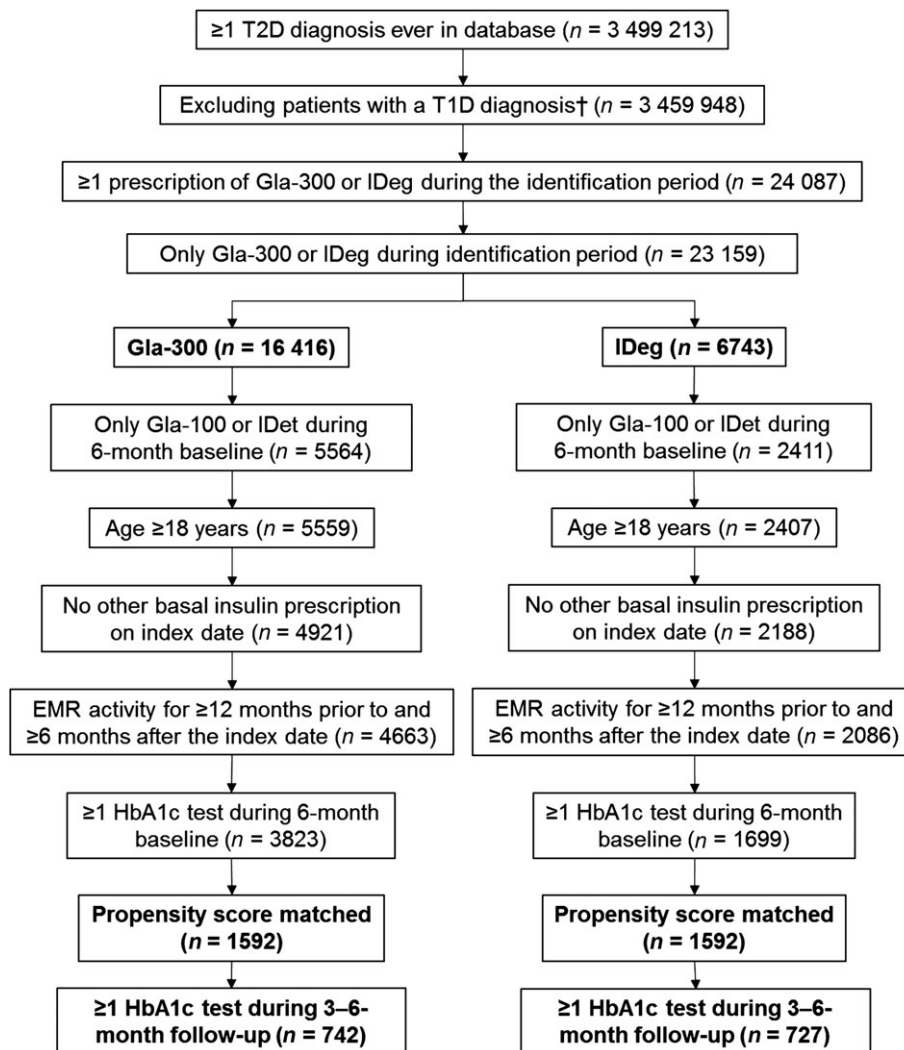 ≥1 T2D diagnosis ever in database (n = 3 499 213)
Excluding patients with a T1D diagnosis† (n = 3 459 948)
≥1 prescription of Gla-300 or IDeg during the identification period (n = 24 087)
Only Gla-300 or IDeg during identification period (n = 23 159)
Gla-300 (n = 16 416)
Only Gla-100 or IDet during
6-month baseline (n = 5564)
Age ≥18 years (n = 5559)
No other basal insulin prescription
on index date (n = 4921)
EMR activity for ≥12 months prior to and
≥6 months after the index date (n = 4663)
≥1 HbA1c test during 6-month
baseline (n = 3823)
Propensity score matched
(n = 1592)
≥1 HbA1c test during 3–6-
month follow-up (n = 742)
IDeg (n = 6743)
Only Gla-100 or IDet during
6-month baseline (n = 2411)
Age ≥18 years (n = 2407)
No other basal insulin prescription
on index date (n = 2188)
EMR activity for ≥12 months prior to and
≥6 months after the index date (n = 2086)
≥1 HbA1c test during 6-month
baseline (n = 1699)
Propensity score matched
(n = 1592)
≥1 HbA1c test during 3–6-
month follow-up (n = 727)